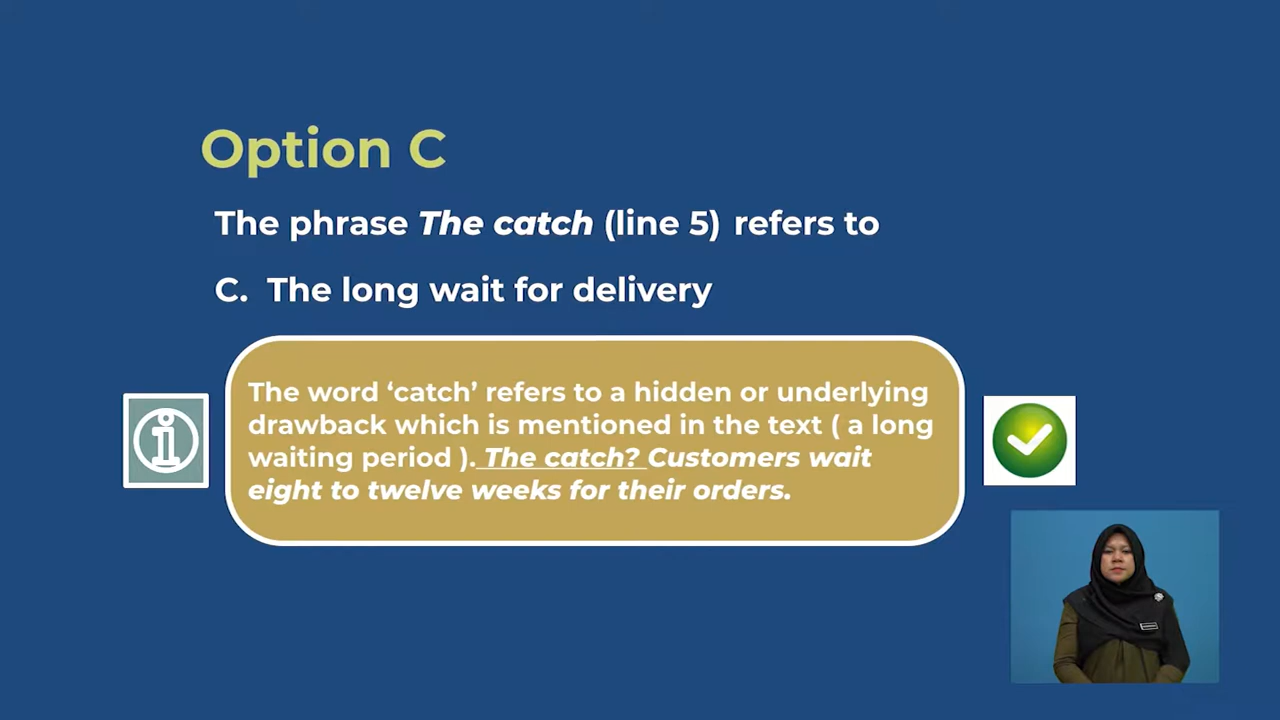 Option C
The phrase The catch (line 5) refers to
C. The long wait for delivery
The word ‘catch’ refers to a hidden or underlying
drawback which is mentioned in the text ( a long
waiting period ). The catch? Customers wait
eight to twelve weeks for their orders.